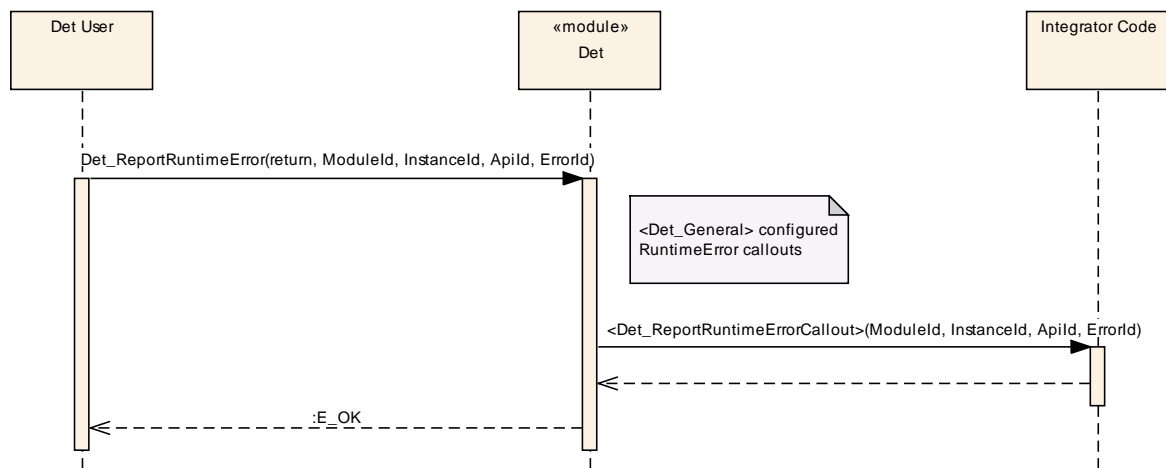 Det User
«module»
Det
Integrator Code
Det_ReportRuntimeError(return, ModuleId, InstanceId, ApiId, ErrorId)
<Det_General> configured
RuntimeError callouts
<Det_ReportRuntimeErrorCallout>(ModuleId, InstanceId, ApiId, ErrorId)
:E_OK